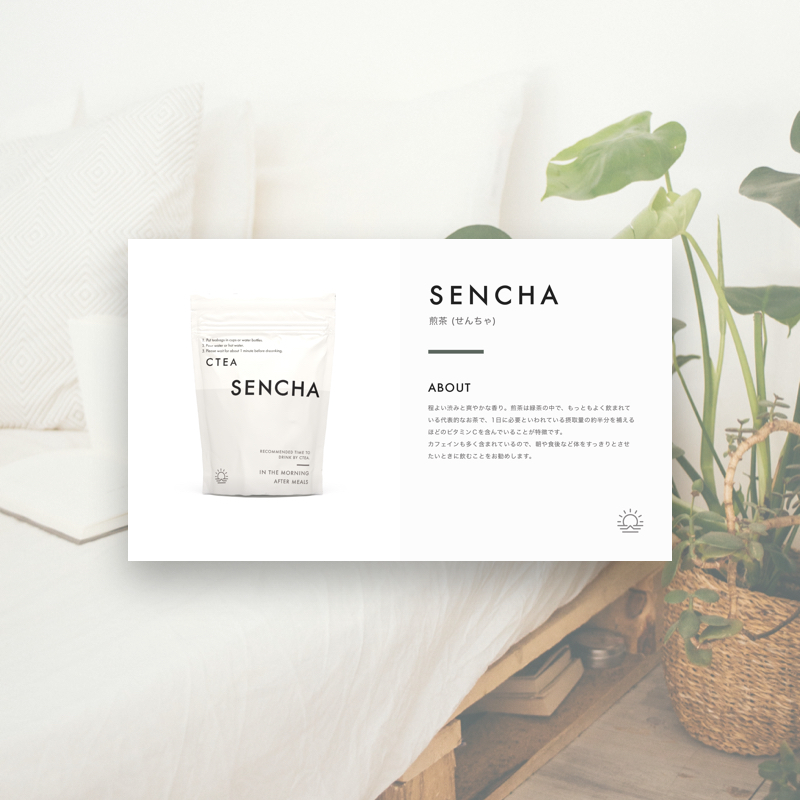 1. Put teabags in cups or water bottles.
2. Pour water or hot water.
3. Please wait for about 1 minute before absorbing.
CTEA
SENCHA
RECOMMENDED TIME TO
DRINK BY CTEA
IN THE MORNING
AFTER MEALS
SENCHA
煎茶 (せんちゃ)
ABOUT
程よい渋みと爽やかな香り。煎茶は緑茶の中で、もっともよく飲まれて
いる代表的なお茶で、1日に必要といわれている摂取量の約半分を補える
ほどのビタミンCを含んでいることが特徴です。
カフェインも多く含まれているので、朝や食後など体をすっきりとさせ
たいときに飲むことをお勧めします。